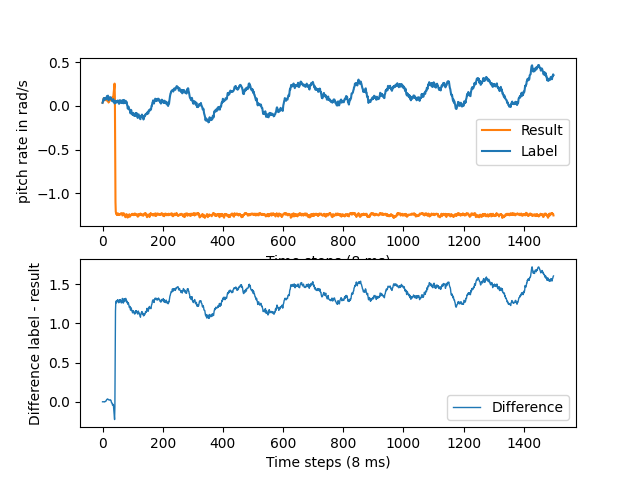 0.5
0.0
−0.5
−1.0
pitch rate in rad/s
Result
Label
0 200 400 600 800 1000 1200 1400
Time steps (8 ms)
1.5
1.0
0.5
0.0
Difference label - result
Difference
0 200 400 600 800 1000 1200 1400
Time steps (8 ms)